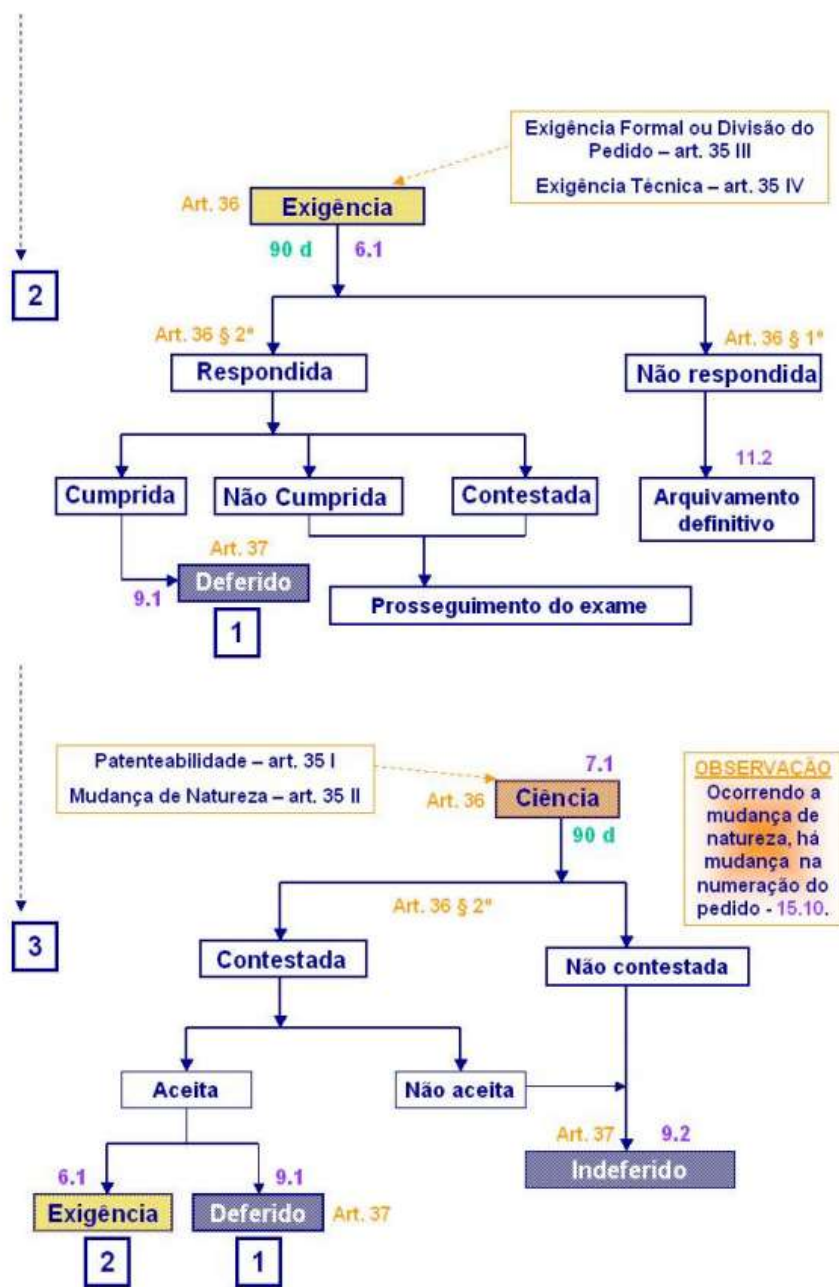 Exigência Formal ou Divisão do
Pedido – art. 35 III
Exigência Técnica – art. 35 IV
Art. 36
Exigência
90 d
6.1
2
Art. 36 § 2º
Art. 36 § 1º
Respondida
Não respondida
11.2
Cumprida
Não Cumprida
Contestada
Arquivamento
definitivo
Art. 37
9.1
Deferido
Prosseguimento do exame
1
Patenteabilidade – art. 35 I
Mudança de Natureza – art. 35 II
7.1
Art. 36
Ciência
90 d
OBSERVAÇÃO
Ocorrendo a
mudança de
natureza, há
mudança na
numeração do
pedido - 15.10.
Art. 36 § 2º
3
Contestada
Não contestada
Aceita
Não aceita
Art. 37
9.2
Indeferido
6.1
9.1
Exigência
Deferido
Art. 37
2
1